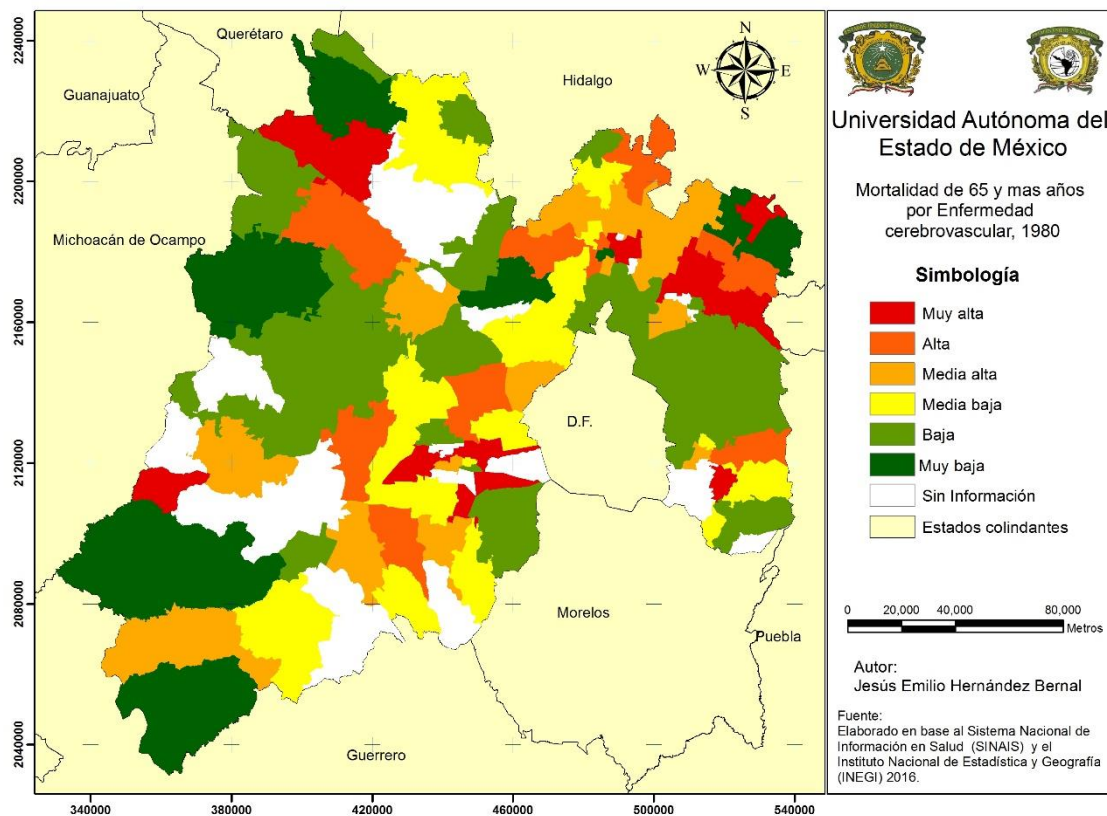 2240000
2200000
2160000
2120000
2080000
2040000
Querétaro
Guanajuato
Hidalgo
Michoacán de Ocampo
D.F.
Morelos
Puebla
Guerrero
N
W E
S
340000 380000 420000 460000 500000 540000
Universidad Autónoma del
Estado de México
Mortalidad de 65 y mas años
por Enfermedad
cerebrovascular, 1980
Simbología
Muy alta
Alta
Media alta
Media baja
Baja
Muy baja
Sin Información
Estados colindantes
0 20,000 40,000 80,000
Metros
Autor:
Jesús Emilio Hernández Bernal
Fuente:
Elaborado en base al Sistema Nacional de
Información en Salud (SINAIS) y el
Instituto Nacional de Estadística y Geografía
(INEGI) 2016.